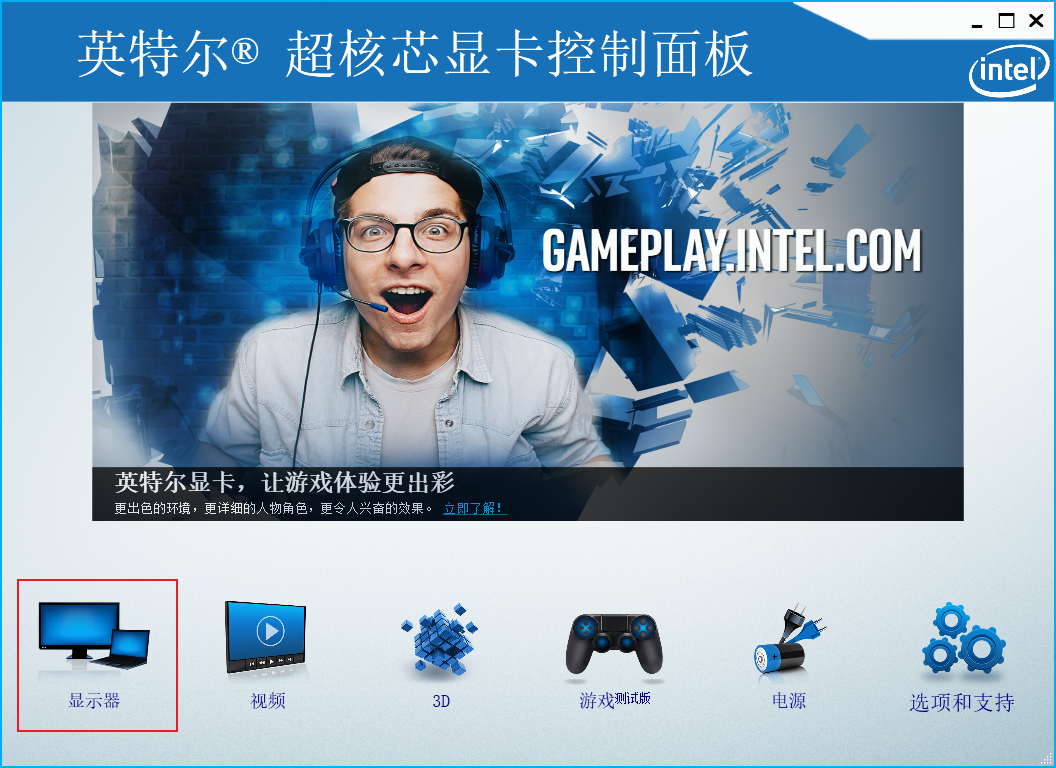 英特尔® 超核芯显卡控制面板
intel
GAMEPLAY.INTEL.COM
英特尔显卡，让游戏体验更出彩
更出色的环境，更详细的人物角色，更令人兴奋的效果。 立即了解！
显示器
视频
3D
游戏测试版
电源
选项和支持